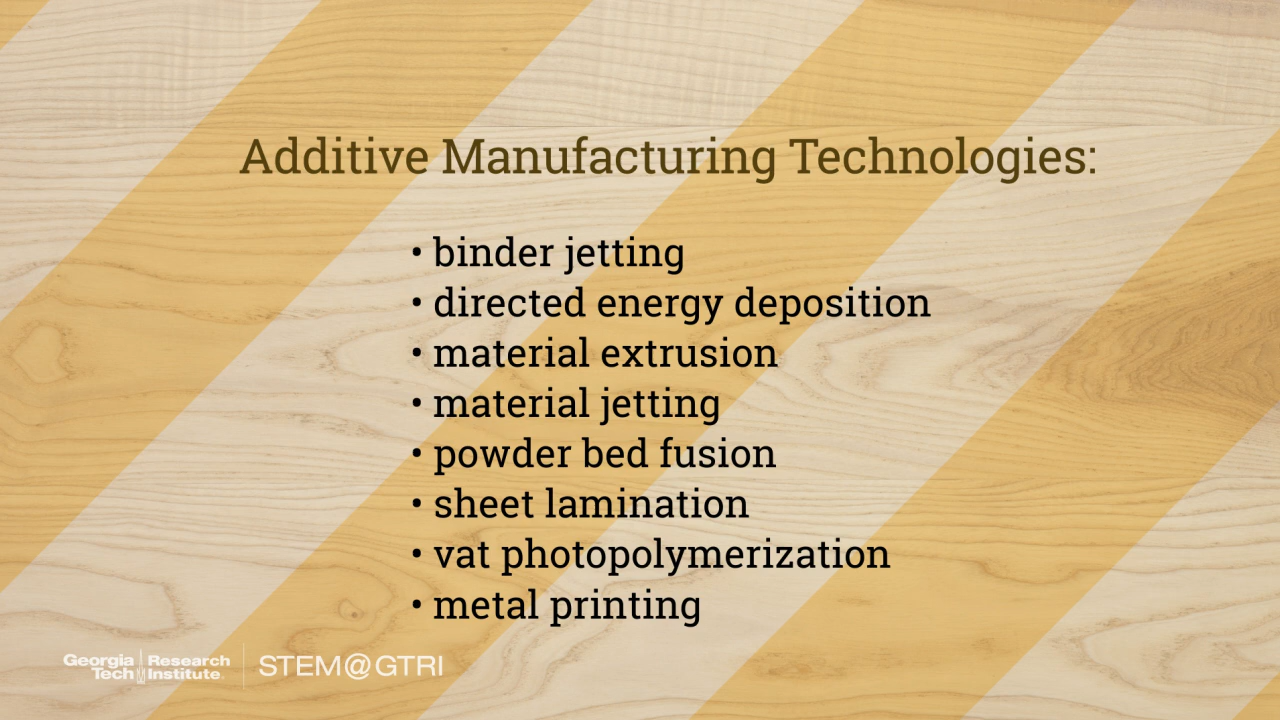 Additive Manufacturing Technologies:
• binder jetting
• directed energy deposition
• material extrusion
• material jetting
• powder bed fusion
• sheet lamination
• vat photopolymerization
• metal printing
Georgia Research
Tech Institute.
STEM@GTRI